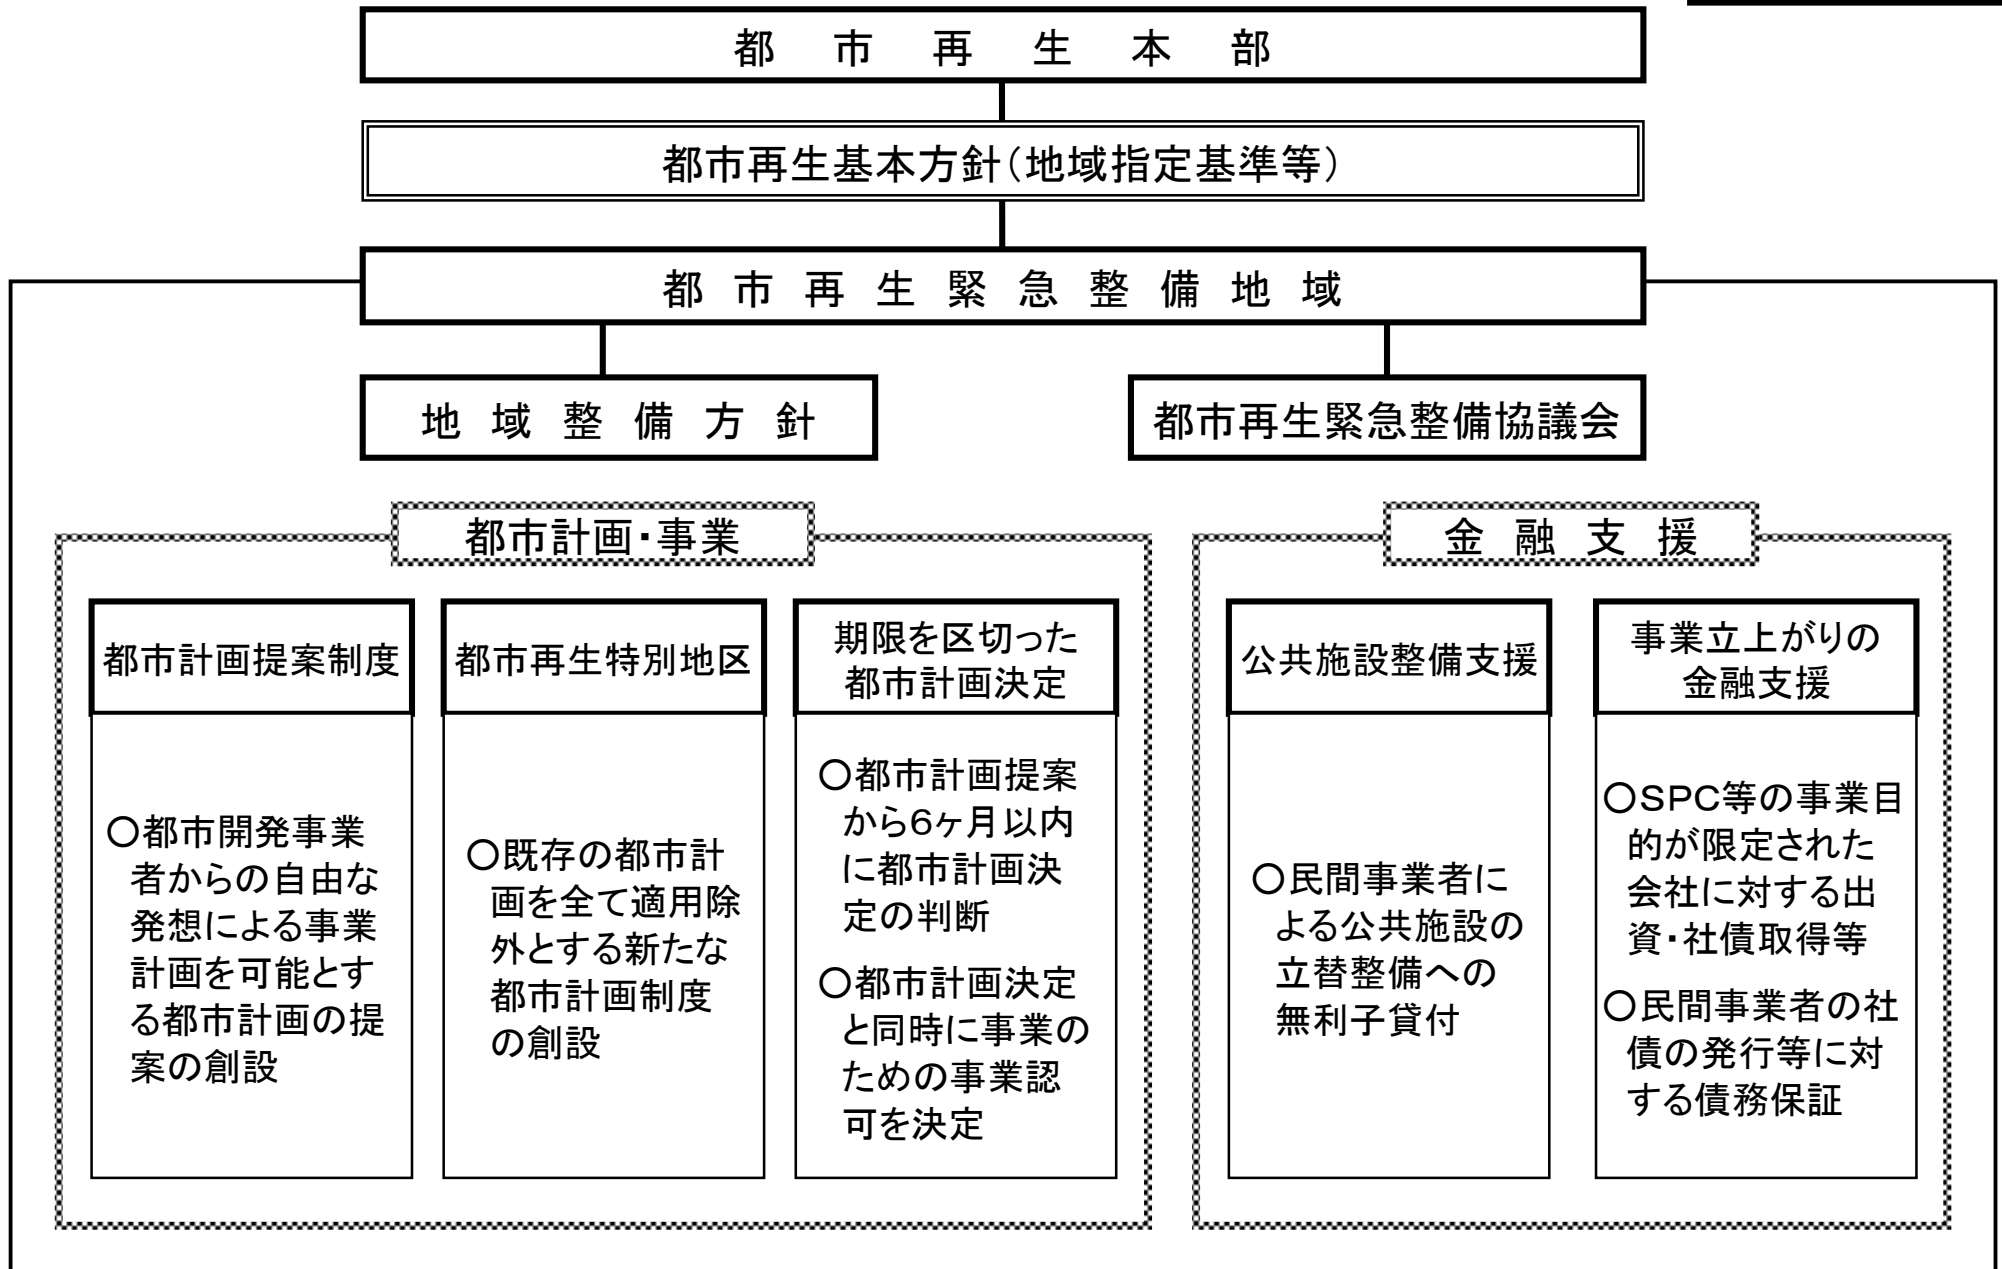 都市再生本部
都市再生基本方針(地域指定基準等)
都市再生緊急整備地域
地域整備方針
都市再生緊急整備協議会
都市計画・事業
都市計画提案制度
○都市開発事業
者からの自由な
発想による事業
計画を可能とす
る都市計画の提
案の創設
都市再生特別地区
○既存の都市計
画を全て適用除
外とする新たな
都市計画制度
の創設
期限を区切った
都市計画決定
○都市計画提案
から6ヶ月以内
に都市計画決
定の判断
○都市計画決定
と同時に事業の
ための事業認
可を決定
金融支援
公共施設整備支援
○民間事業者に
よる公共施設の
立替整備への
無利子貸付
事業立上がりの
金融支援
○SPC等の事業目
的が限定された
会社に対する出
資・社債取得等
○民間事業者の社
債の発行等に対
する債務保証